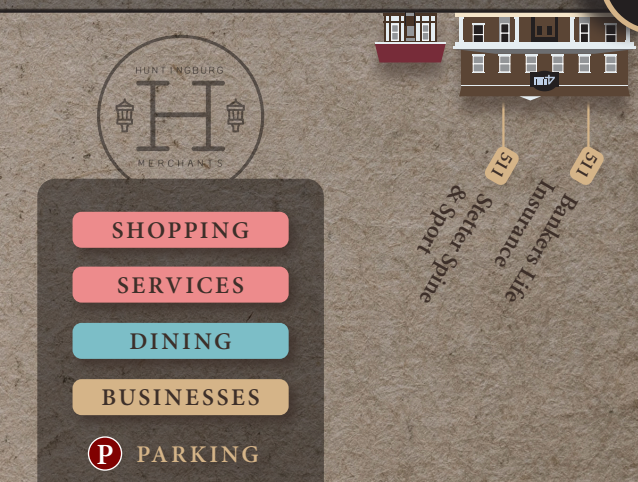 HUNTINGBURG
H
MERCHANTS
SHOPPING
SERVICES
DINING
BUSINESSES
P PARKING
511
Stetter Spine
& Sport
511
Bankers Life
Insurance